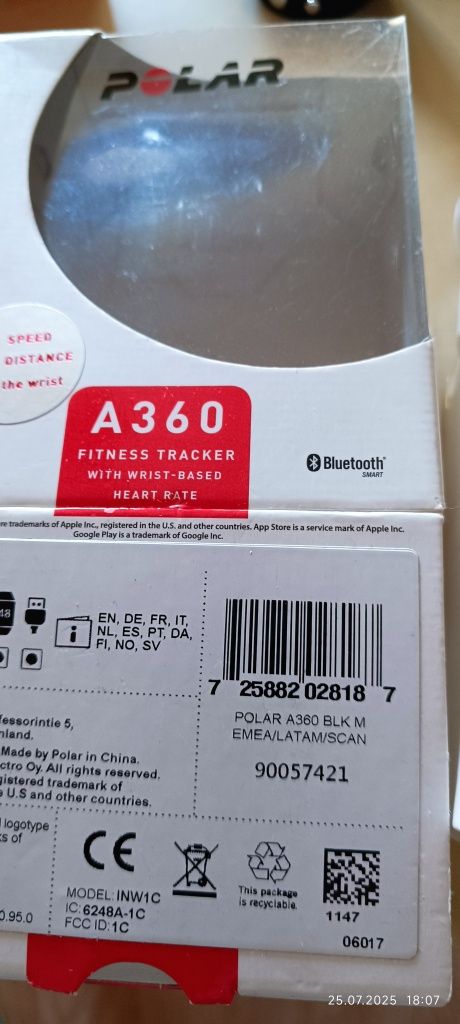 POLAR
SPEED
DISTANCE
the wrist
A360
FITNESS TRACKER
WITH WRIST-BASED
HEART RATE
Bluetooth®
SMART
re trademarks of Apple Inc., registered in the U.S. and other countries. App Store is a service mark of Apple Inc.
Google Play is a trademark of Google Inc.
48
EN, DE, FR, IT,
NL, ES, PT, DA,
FI, NO, SV
7 25882 02818 7
POLAR A360 BLK M
EMEA/LATAM/SCAN
90057421
fessorintie 5,
nland.
Made by Polar in China.
ctro Oy. All rights reserved.
gistered trademark of
e U.S and other countries.
logotype
ks of
CE
MODEL: INW1C
IC: 6248A-1C
FCC ID: 1C
This package
is recyclable.
1147
0.95.0
06017
25.07.2025 18:07